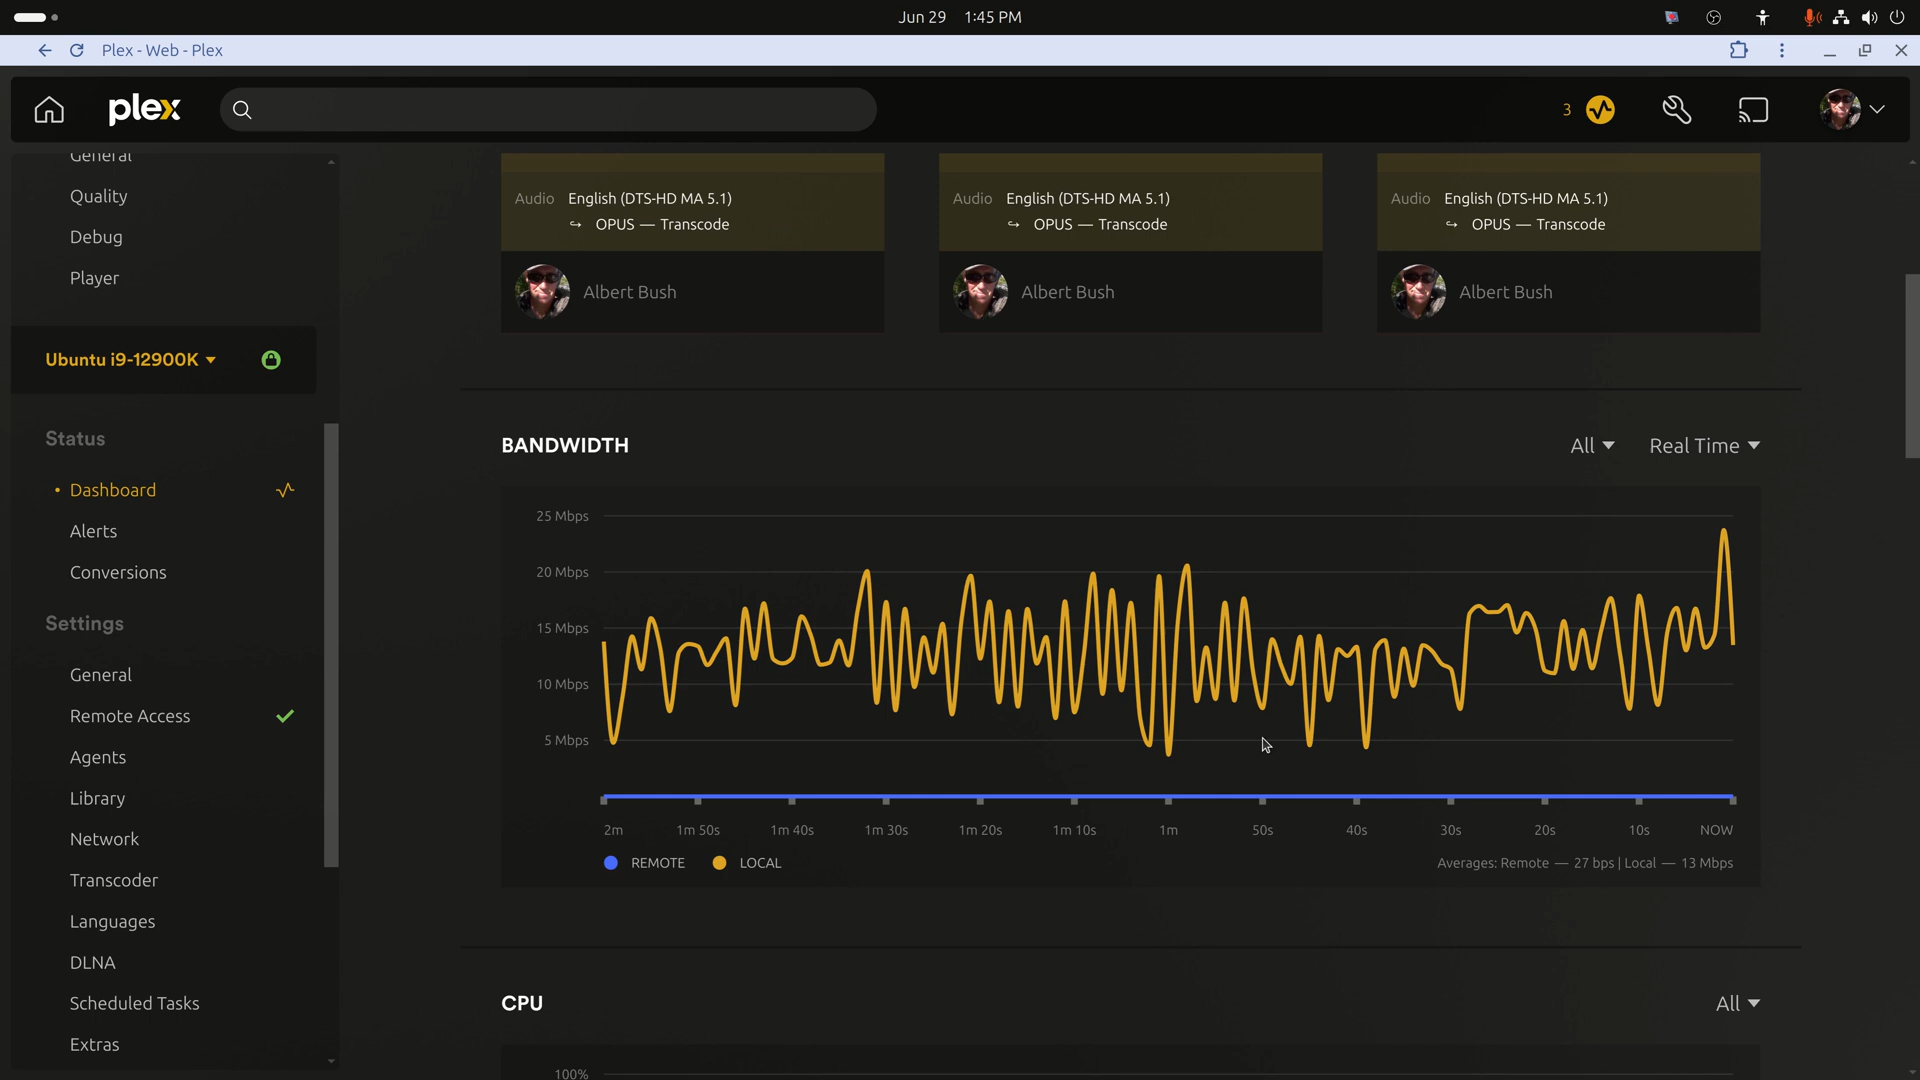 Jun 29 1:45 PM
Plex - Web - Plex
plex
3
General
Quality
Debug
Player
Ubuntu i9-12900K
Status
Dashboard
Alerts
Conversions
Settings
General
Remote Access
Agents
Library
Network
Transcoder
Languages
DLNA
Scheduled Tasks
Extras
Audio English (DTS-HD MA 5.1)
↪ OPUS — Transcode
Albert Bush
Audio English (DTS-HD MA 5.1)
↪ OPUS — Transcode
Albert Bush
Audio English (DTS-HD MA 5.1)
↪ OPUS — Transcode
Albert Bush
BANDWIDTH
All Real Time
25 Mbps
20 Mbps
15 Mbps
10 Mbps
5 Mbps
2m 1m 50s 1m 40s 1m 30s 1m 20s 1m 10s 1m 50s 40s 30s 20s 10s NOW
REMOTE LOCAL
Averages: Remote — 27 bps | Local — 13 Mbps
CPU
All
100%